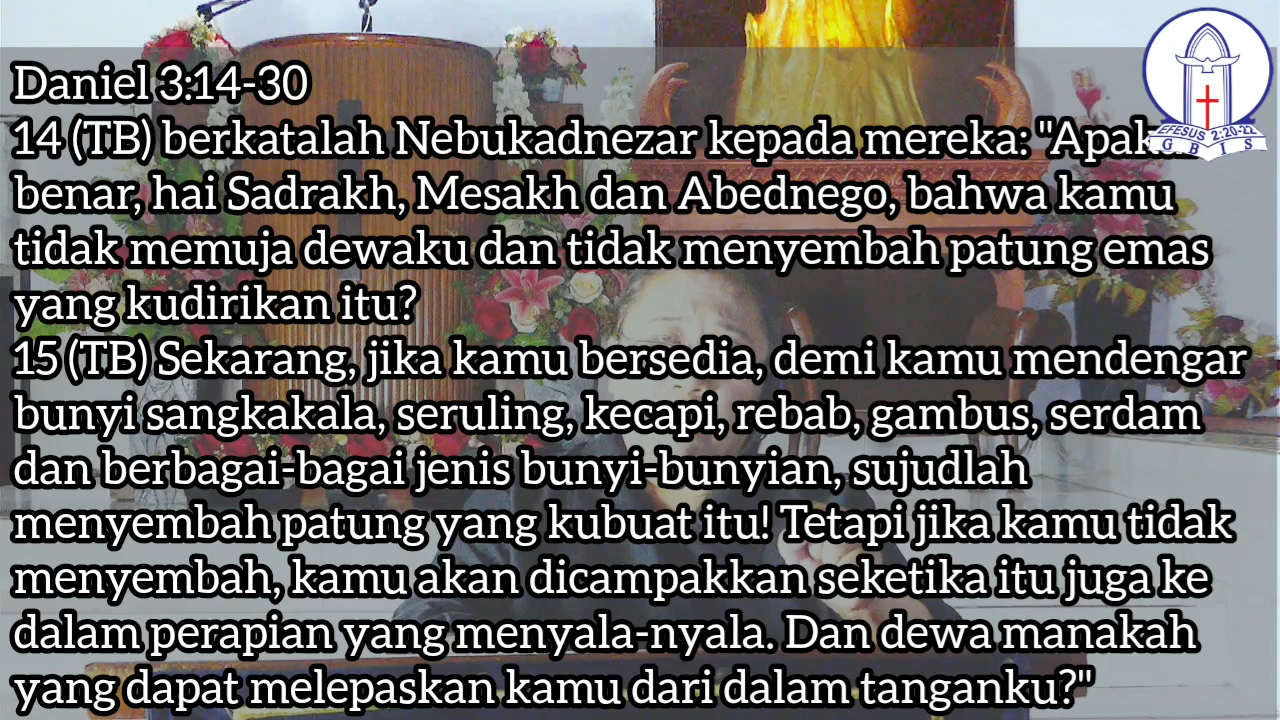 Daniel 3:14-30
14 (TB) berkatalah Nebukadnezar kepada mereka: "Apakah
benar, hai Sadrakh, Mesakh dan Abednego, bahwa kamu
tidak memuja dewaku dan tidak menyembah patung emas
yang kudirikan itu?
15 (TB) Sekarang, jika kamu bersedia, demi kamu mendengar
bunyi sangkakala, seruling, kecapi, rebab, gambus, serdam
dan berbagai-bagai jenis bunyi-bunyian, sujudlah
menyembah patung yang kubuat itu! Tetapi jika kamu tidak
menyembah, kamu akan dicampakkan seketika itu juga ke
dalam perapian yang menyala-nyala. Dan dewa manakah
yang dapat melepaskan kamu dari dalam tanganku?"
EFESUS 2:20-22
G B I S